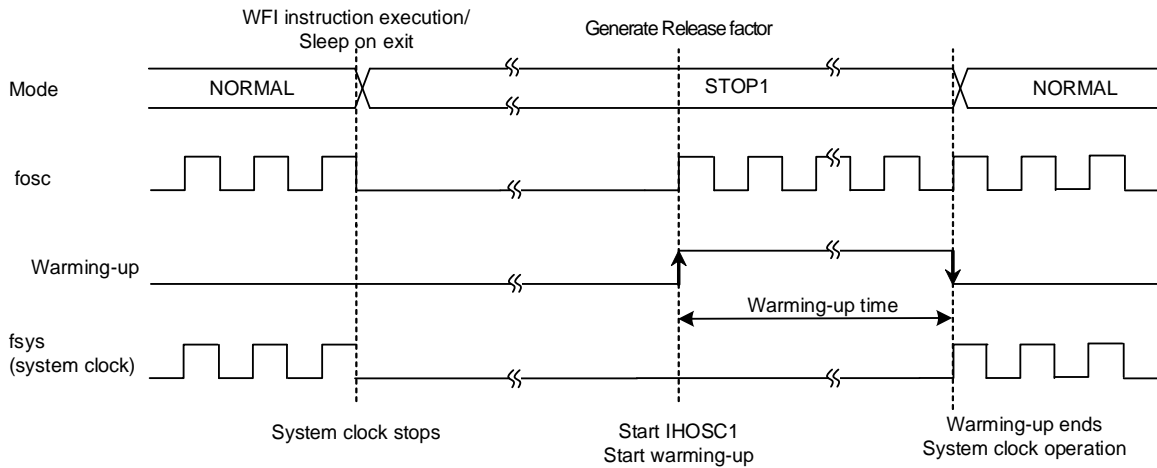 WFI instruction execution/
Sleep on exit
Generate Release factor
Mode
NORMAL
STOP1
NORMAL
fosc
Warming-up
Warming-up time
fsys
(system clock)
System clock stops
Start IHOSC1
Start warming-up
Warming-up ends
System clock operation